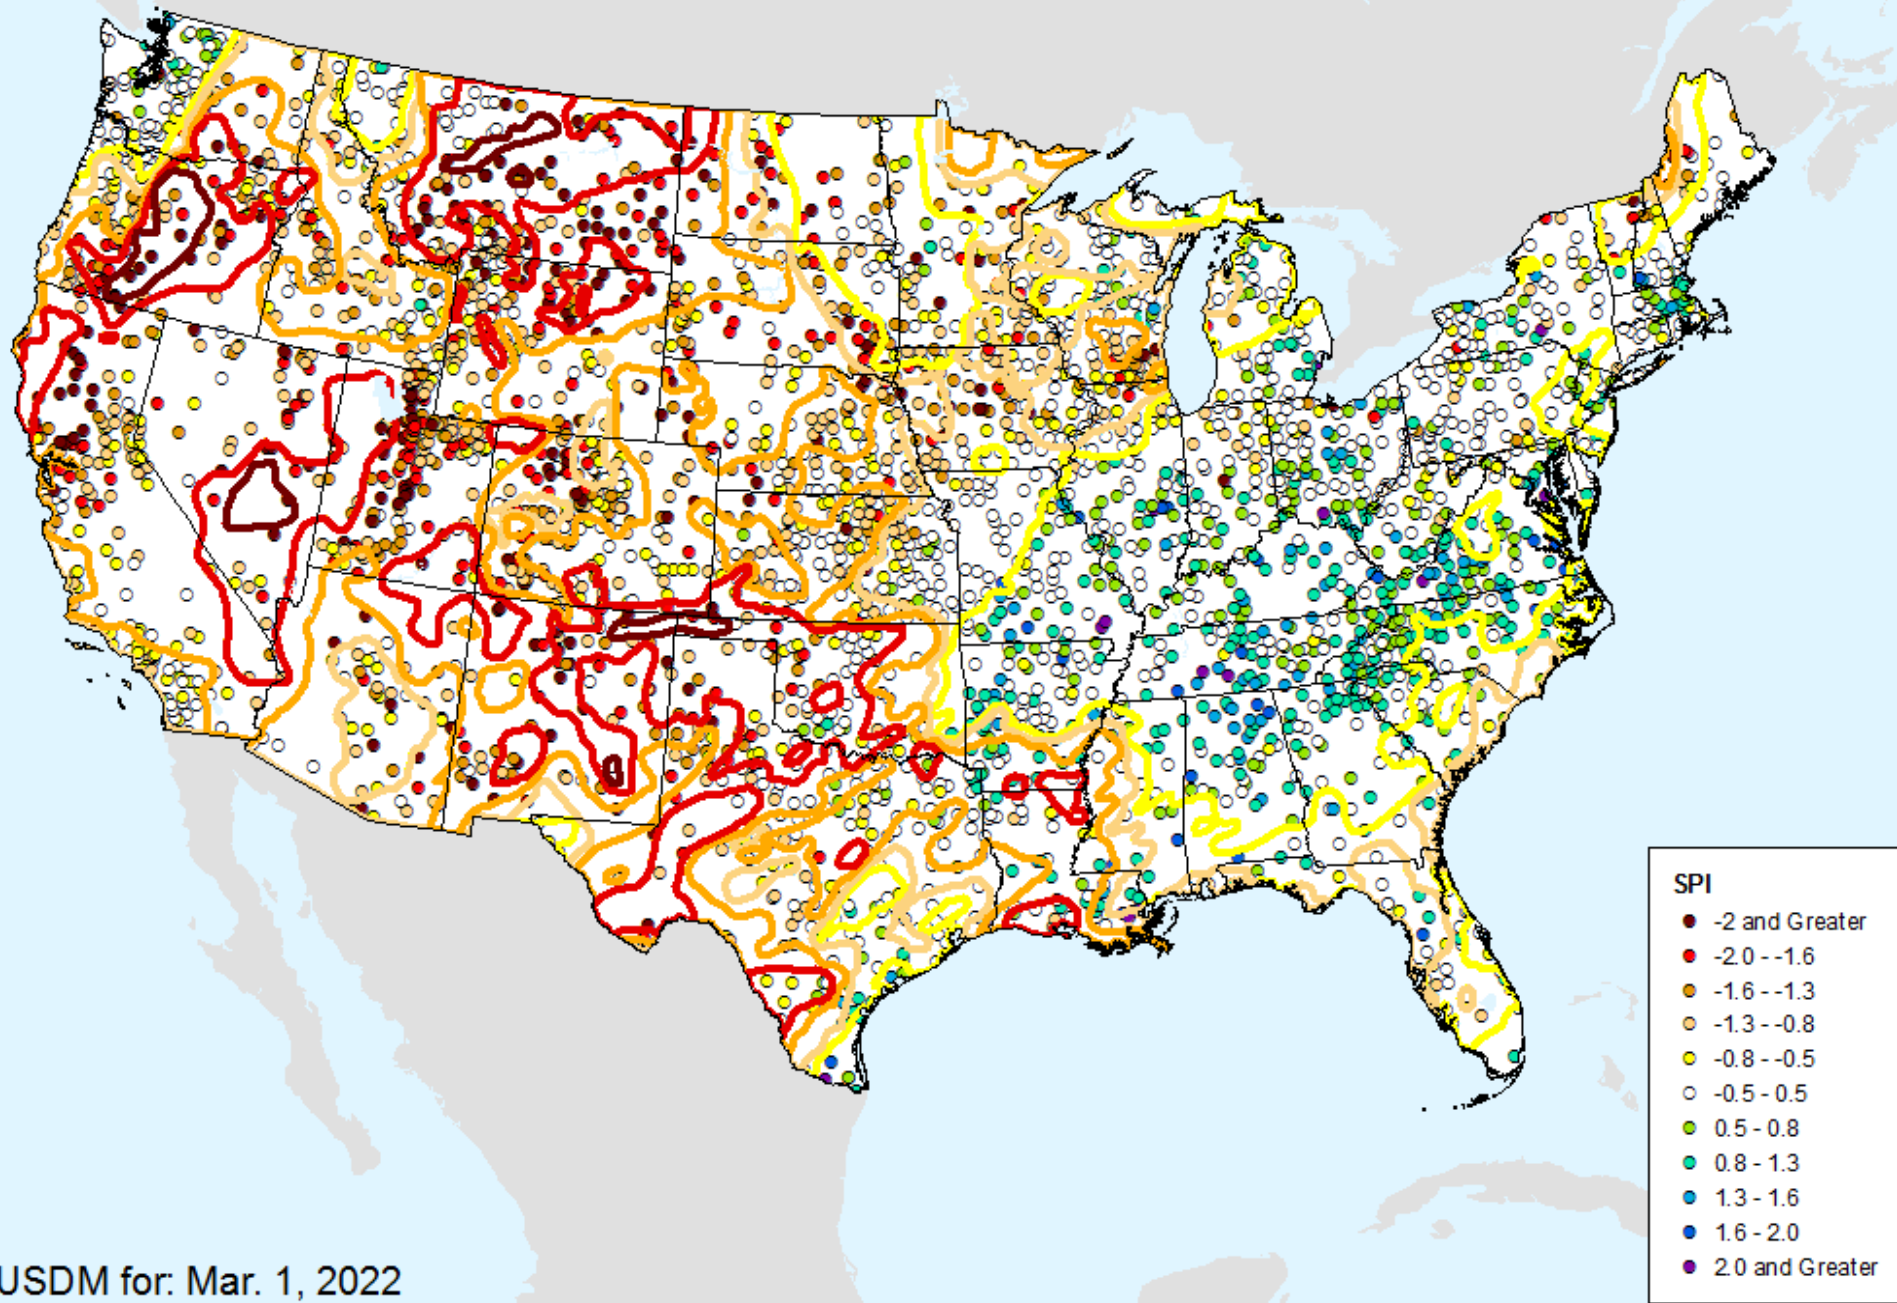 SPI
-2 and Greater
-2.0 - -1.6
-1.6 - -1.3
-1.3 - -0.8
-0.8 - -0.5
-0.5 - 0.5
0.5 - 0.8
0.8 - 1.3
1.3 - 1.6
1.6 - 2.0
2.0 and Greater
USDM for: Mar. 1, 2022